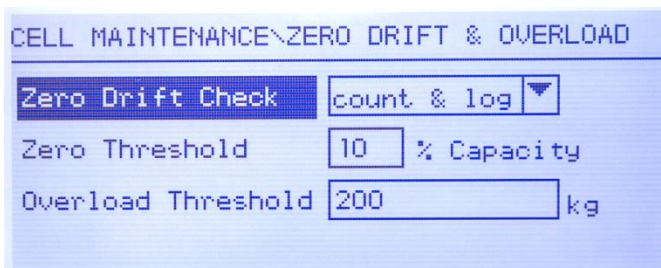 CELL MAINTENANCE\ZERO DRIFT & OVERLOAD
Zero Drift Check count & log
Zero Threshold 10 % Capacity
Overload Threshold 200 kg